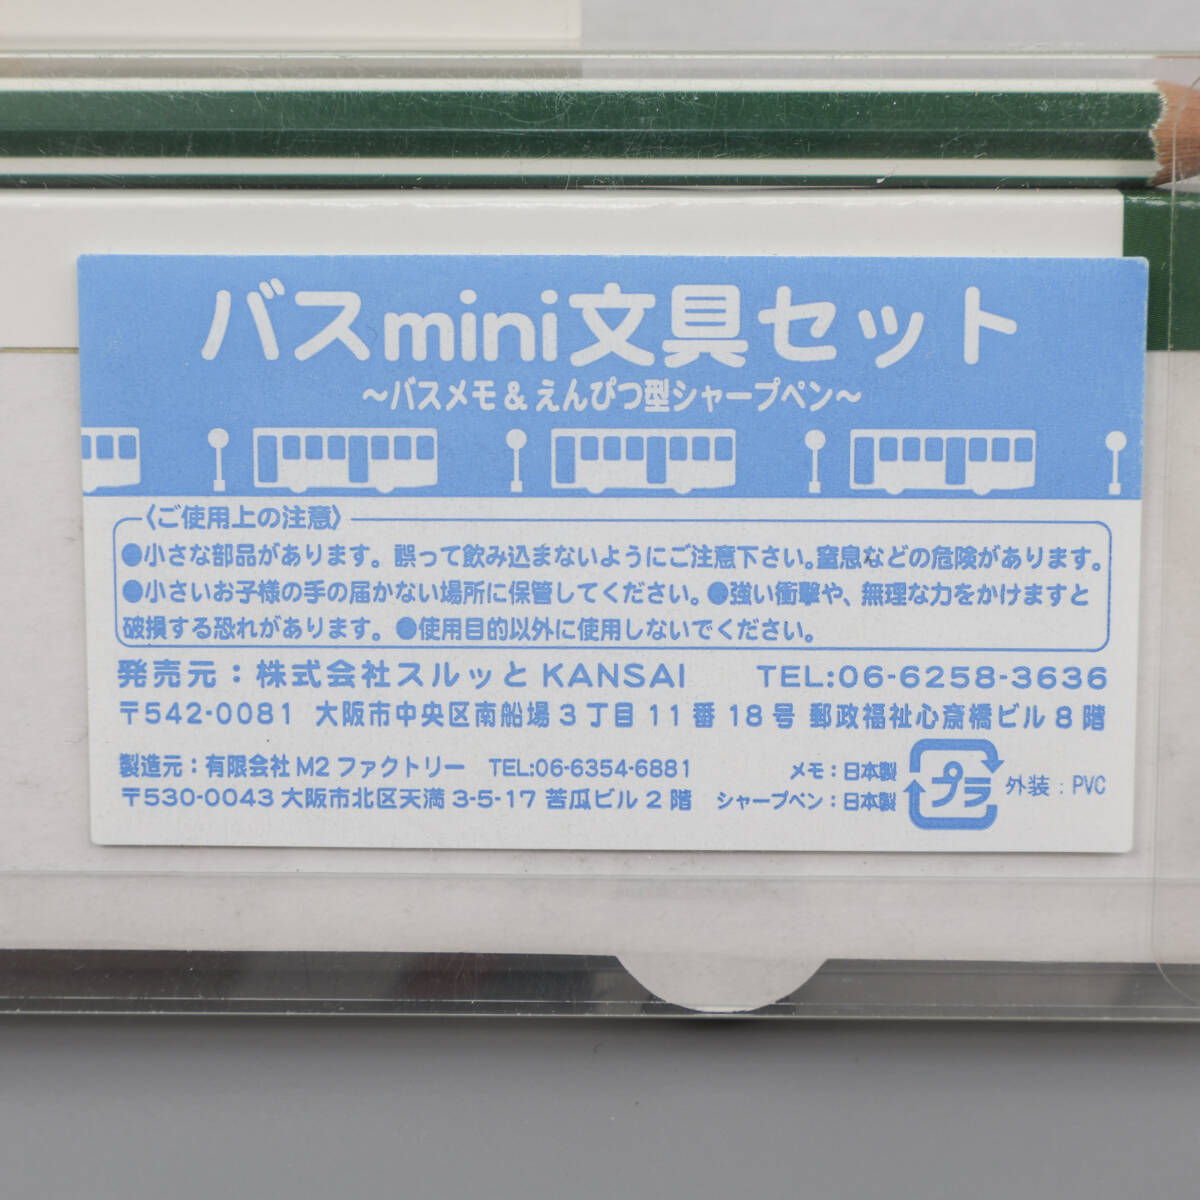 バスmini文具セット
～バスメモ&えんぴつ型シャープペン～
〈ご使用上の注意〉
●小さな部品があります。誤って飲み込まないようにご注意下さい。窒息などの危険があります。
●小さいお子様の手の届かない場所に保管してください。●強い衝撃や、無理な力をかけますと
破損する恐れがあります。●使用目的以外に使用しないでください。
発売元：株式会社スルッとKANSAI TEL:06-6258-3636
〒542-0081 大阪市中央区南船場3丁目11番18号 郵政福祉心斎橋ビル8階
製造元：有限会社M2ファクトリー TEL:06-6354-6881
〒530-0043 大阪市北区天満3-5-17 苦瓜ビル2階
メモ：日本製
シャープペン：日本製
プラ
外装：PVC